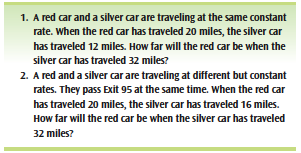 1. A red car and a silver car are traveling at the same constant
rate. When the red car has traveled 20 miles, the silver car
has traveled 12 miles. How far will the red car be when the
silver car has traveled 32 miles?
2. A red and a silver car are traveling at different but constant
rates. They pass Exit 95 at the same time. When the red car
has traveled 20 miles, the silver car has traveled 16 miles.
How far will the red car be when the silver car has traveled
32 miles?